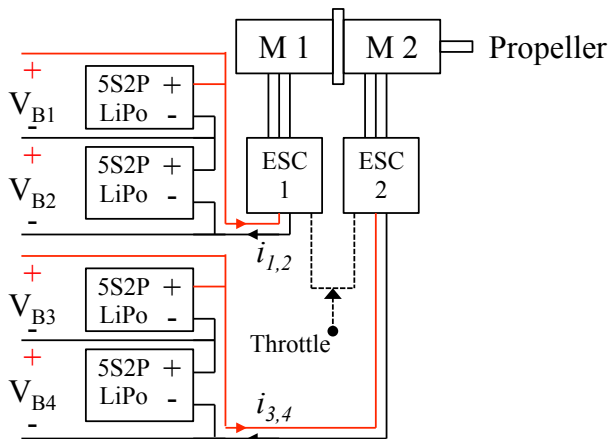 M 1 M 2 Propeller
+
V_B1
-
5S2P +
LiPo -
+
V_B2
-
5S2P +
LiPo -
ESC
1
ESC
2
i_1,2
+
V_B3
-
5S2P +
LiPo -
Throttle
+
V_B4
-
5S2P +
LiPo -
i_3,4